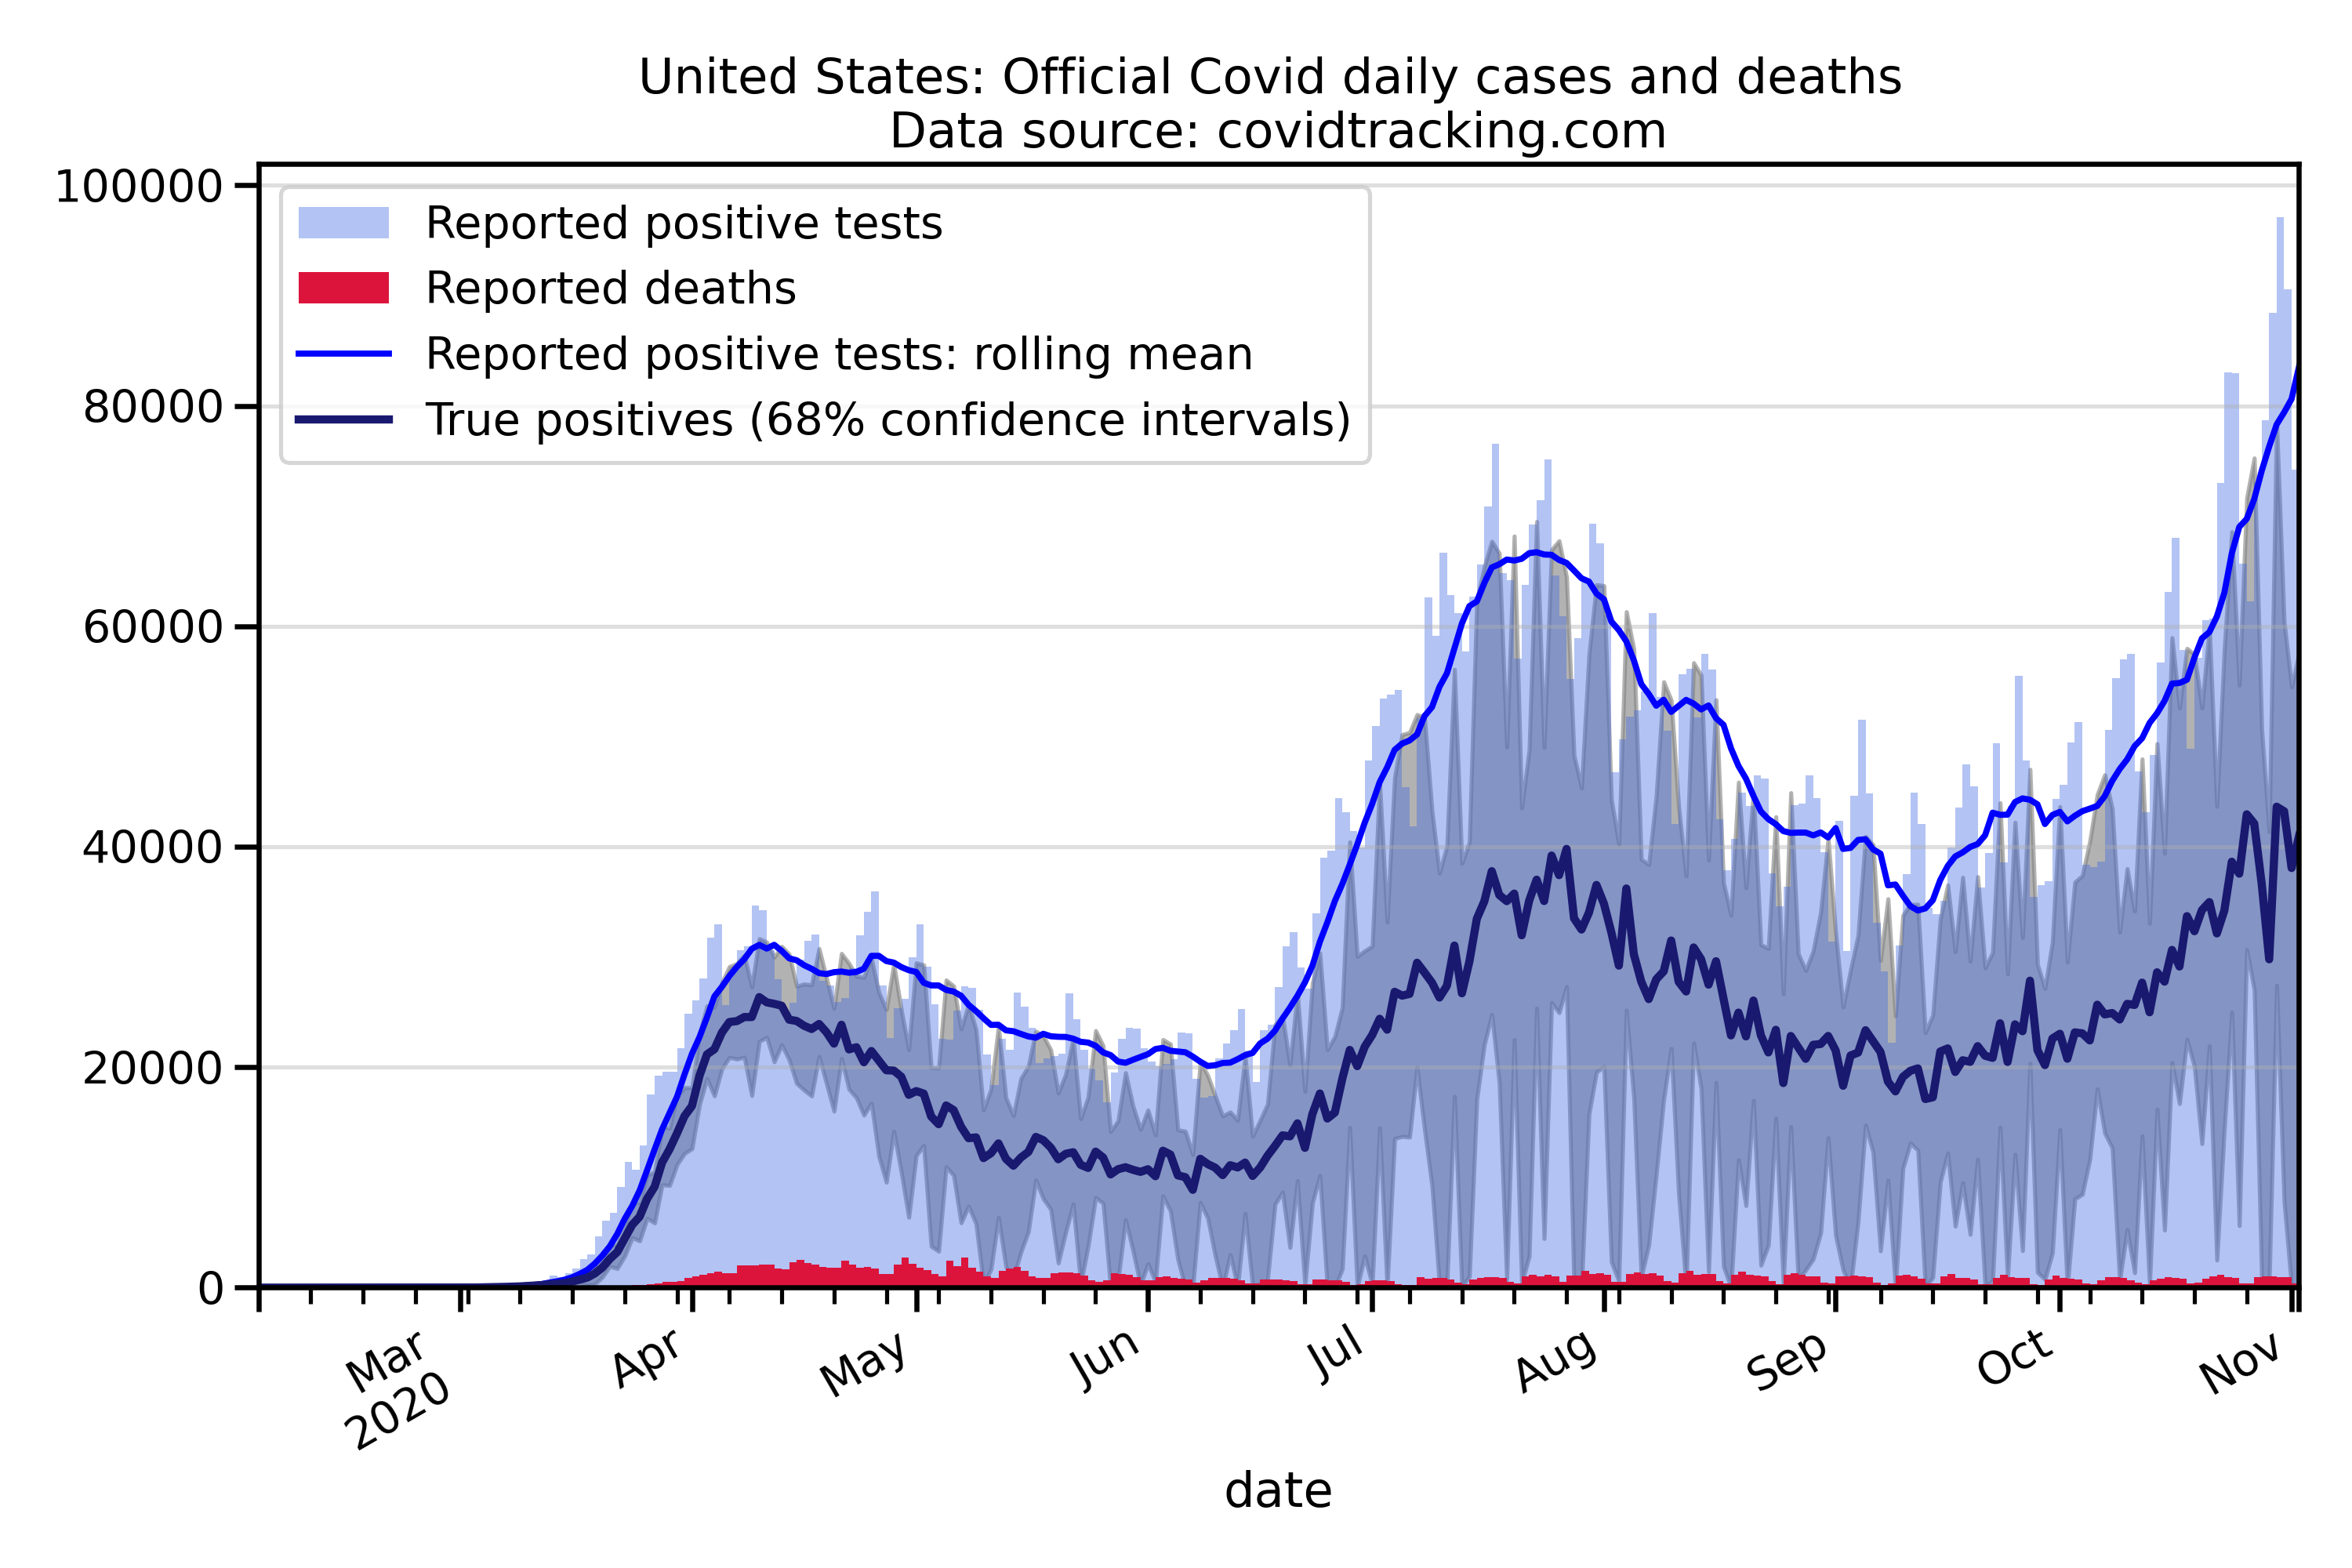 United States: Official Covid daily cases and deaths
Data source: covidtracking.com
100000
80000
60000
40000
20000
0
Reported positive tests
Reported deaths
Reported positive tests: rolling mean
True positives (68% confidence intervals)
Mar
2020
Apr
May
Jun
Jul
Aug
Sep
Oct
Nov
date